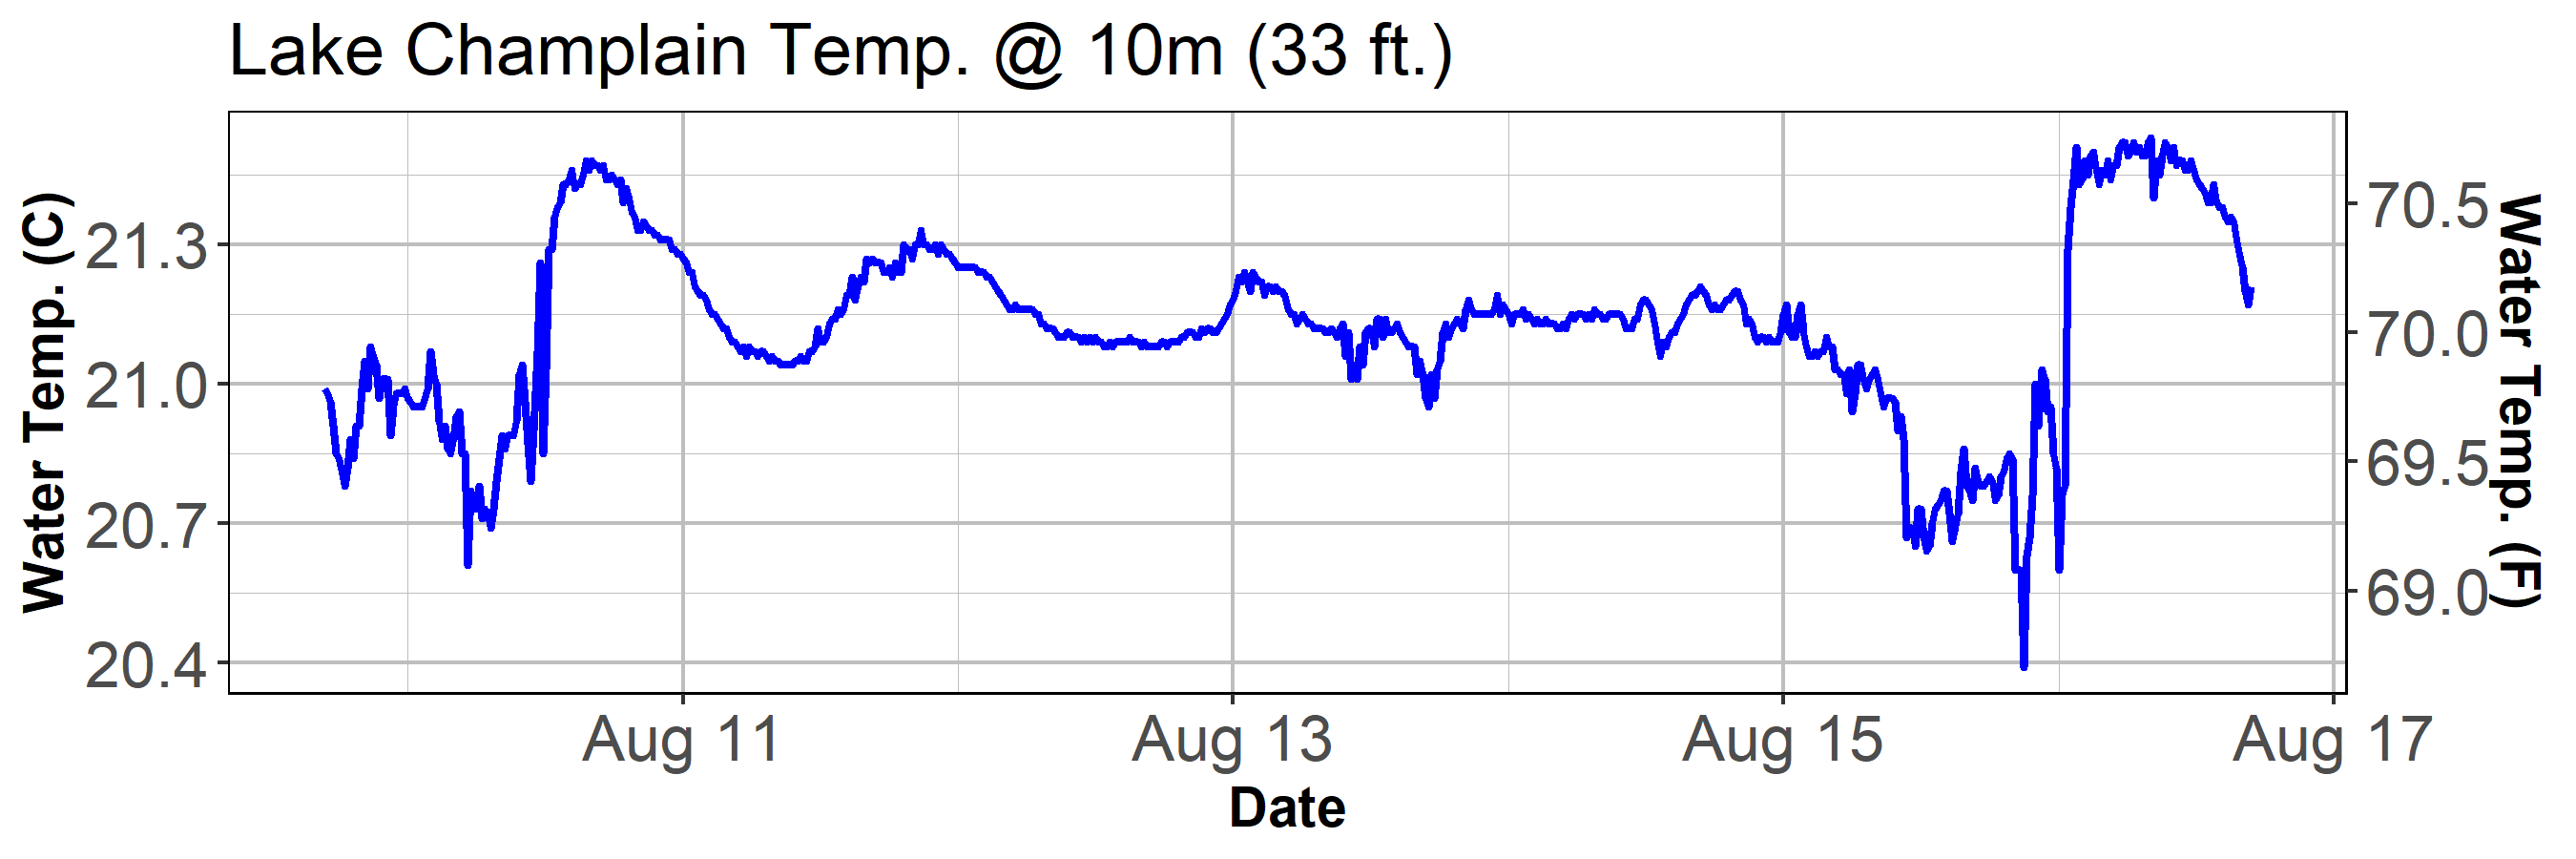 Lake Champlain Temp. @ 10m (33 ft.)
Water Temp. (C)
21.3
21.0
20.7
20.4
70.5
70.0
69.5
69.0
Water Temp. (F)
Aug 11
Aug 13
Aug 15
Aug 17
Date